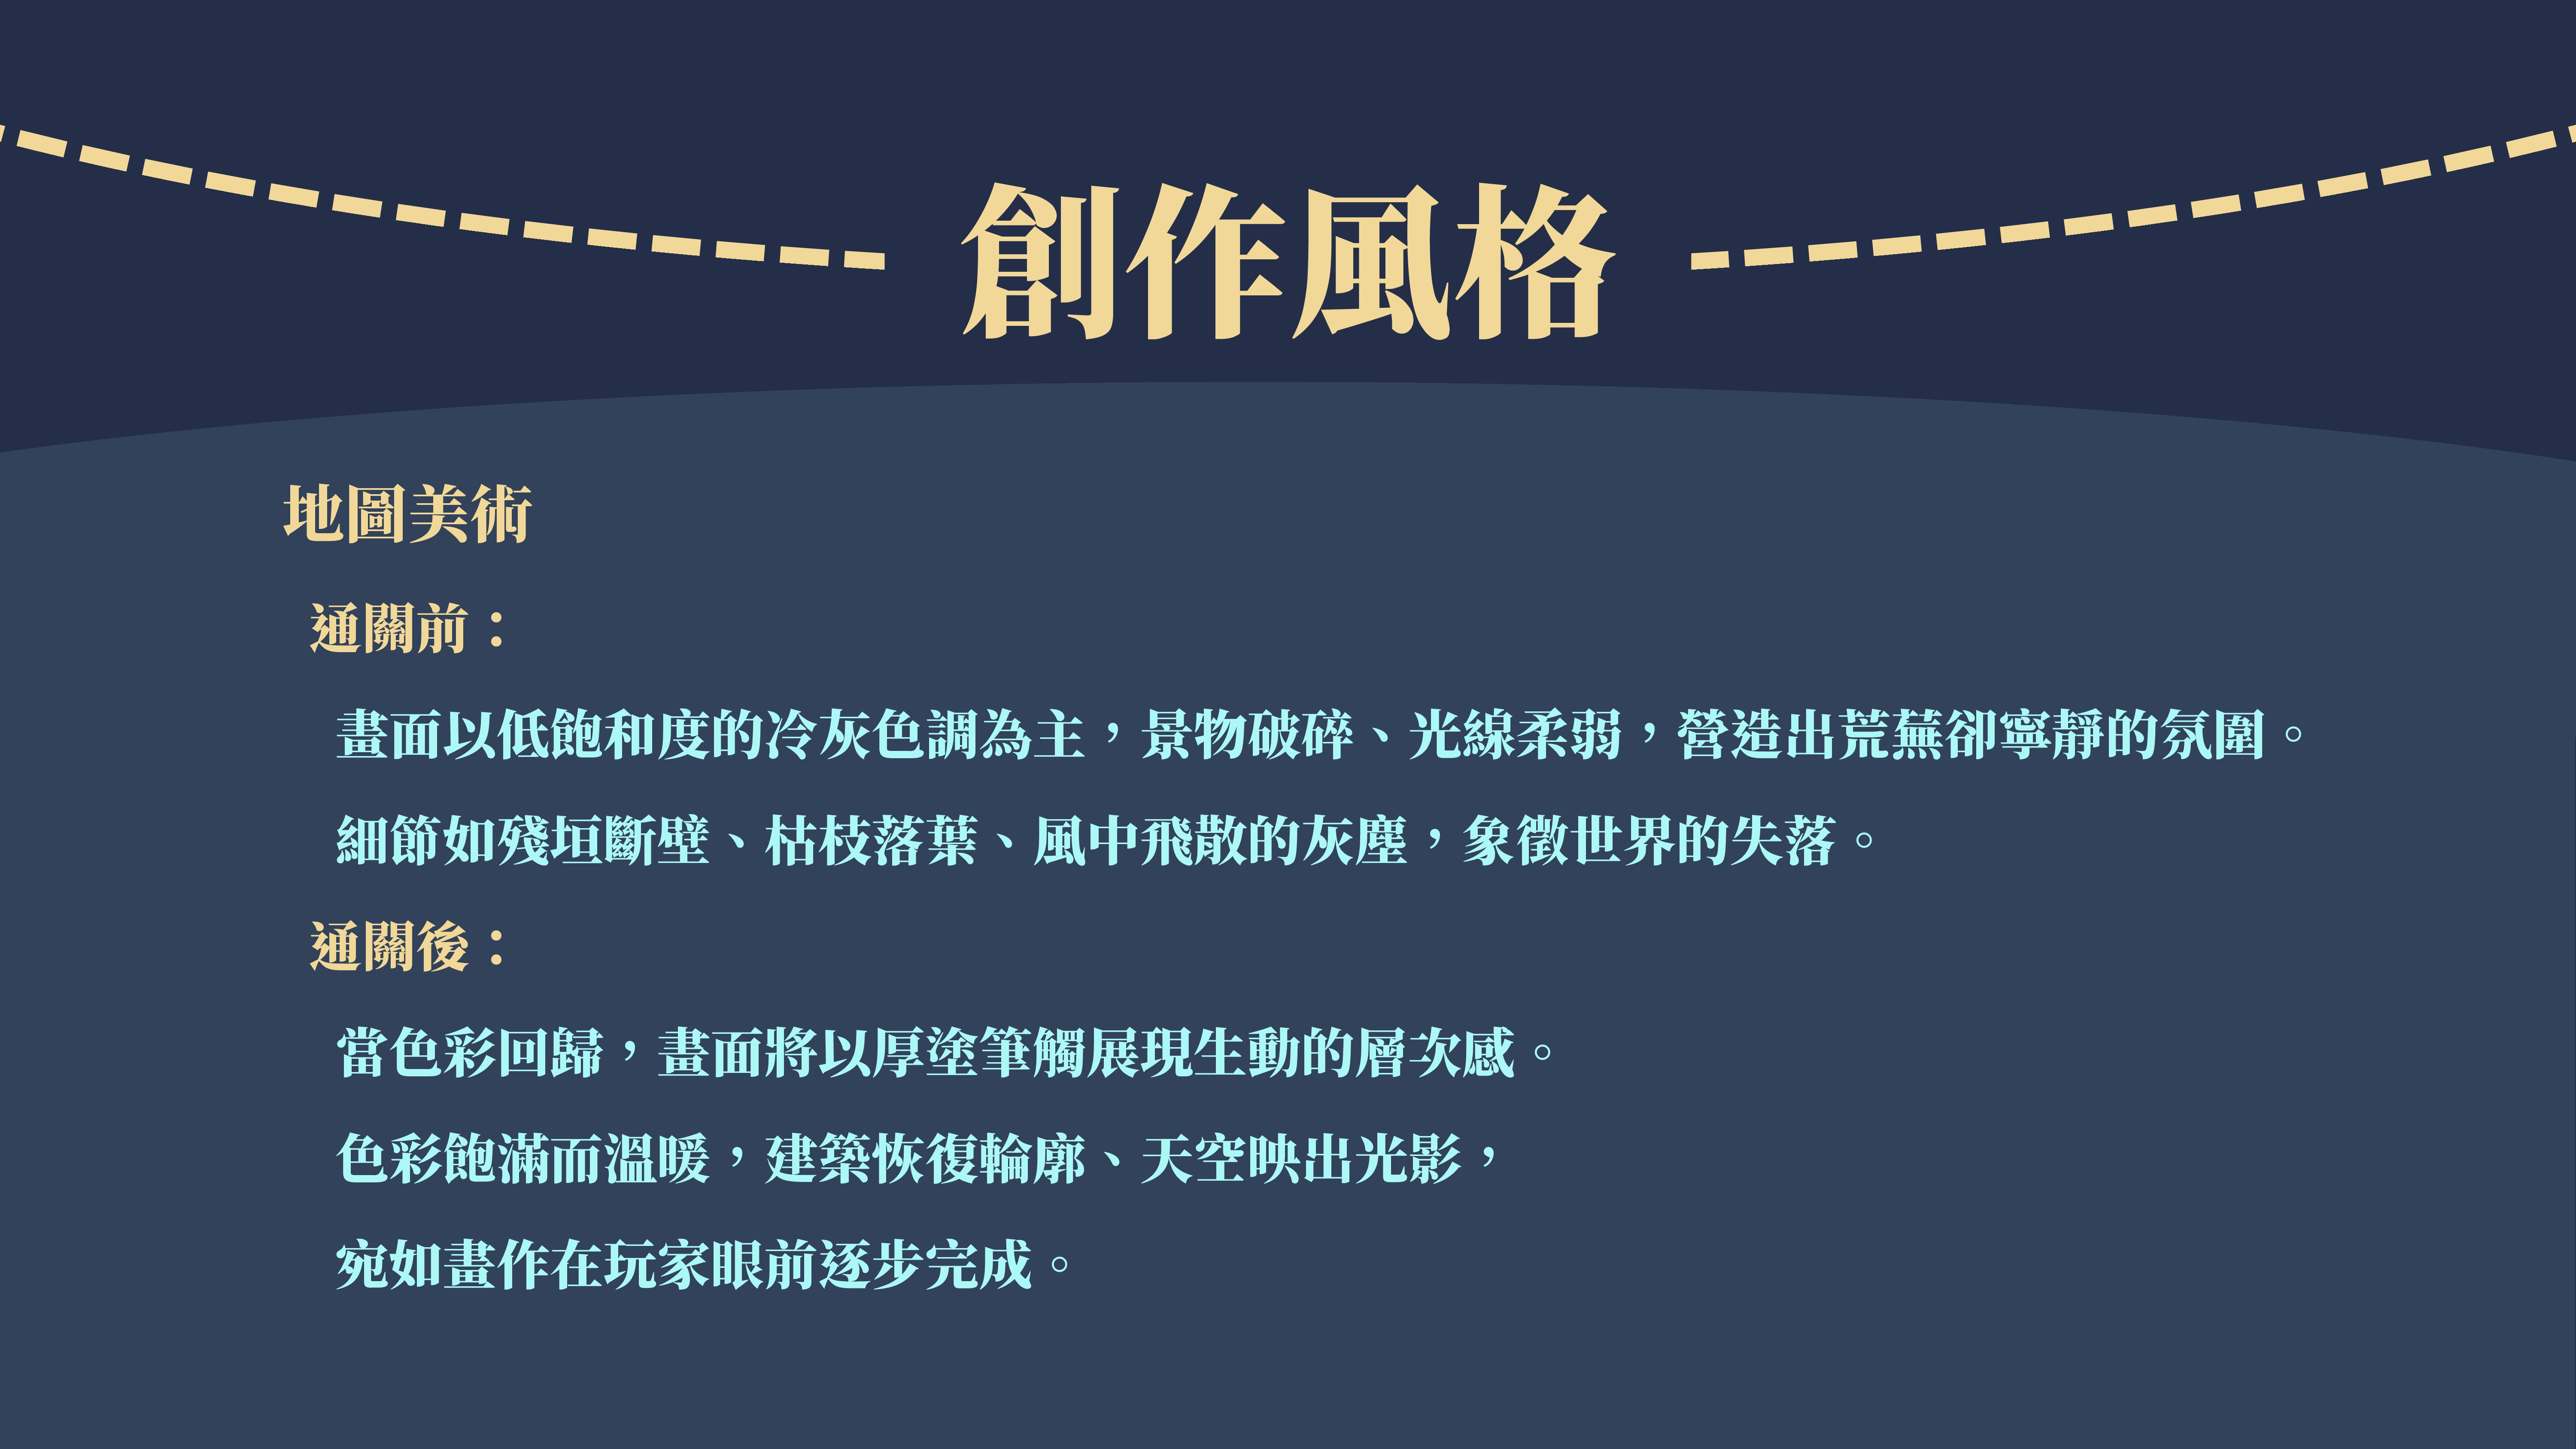 創作風格
地圖美術
通關前：
畫面以低飽和度的冷灰色調為主，景物破碎、光線柔弱，營造出荒蕪卻寧靜的氛圍。
細節如殘垣斷壁、枯枝落葉、風中飛散的灰塵，象徵世界的失落。
通關後：
當色彩回歸，畫面將以厚塗筆觸展現生動的層次感。
色彩飽滿而溫暖，建築恢復輪廓、天空映出光影，
宛如畫作在玩家眼前逐步完成。